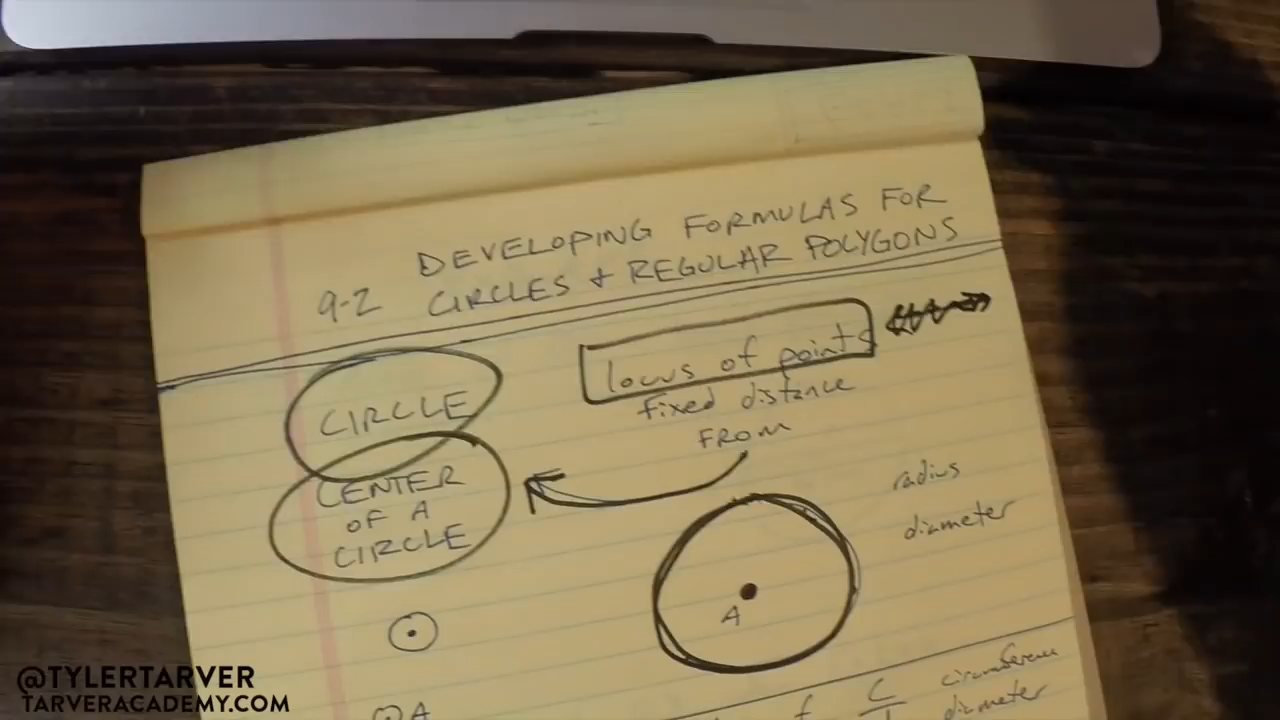 DEVELOPING FORMULAS FOR
9-2 CIRCLES + REGULAR POLYGONS
CIRCLE
locus of points
fixed distance
FROM
CENTER
OF A
CIRCLE
radius
diameter
A
circumference
C
diameter
A
@TYLERTARVER
TARVERACADEMY.COM